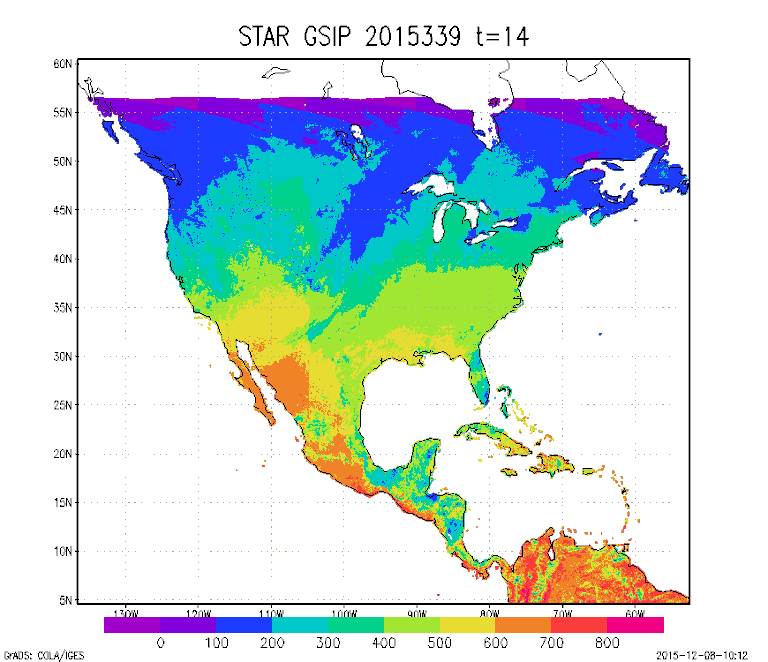 STAR GSIP 2015339 t=14
60N
55N
50N
45N
40N
35N
30N
25N
20N
15N
10N
5N
130W 120W 110W 100W 90W 80W 70W 60W
0 100 200 300 400 500 600 700 800
GrADS: COLA/IGES 2015-12-08-10:12